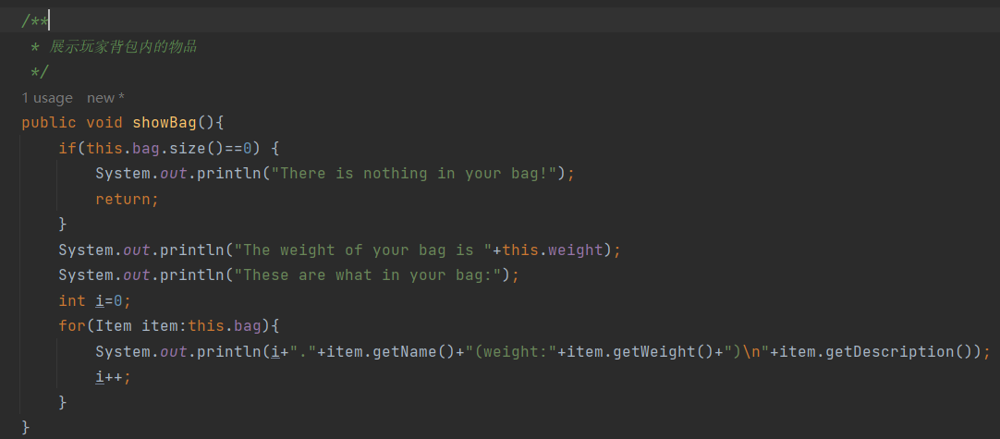 /**
 * 展示玩家背包内的物品
 */
1 usage   new *
public void showBag(){
    if(this.bag.size()==0) {
        System.out.println("There is nothing in your bag!");
        return;
    }
    System.out.println("The weight of your bag is "+this.weight);
    System.out.println("These are what in your bag:");
    int i=0;
    for(Item item:this.bag){
        System.out.println(i+"."+item.getName()+"(weight:"+item.getWeight()+")\n"+item.getDescription());
        i++;
    }
}